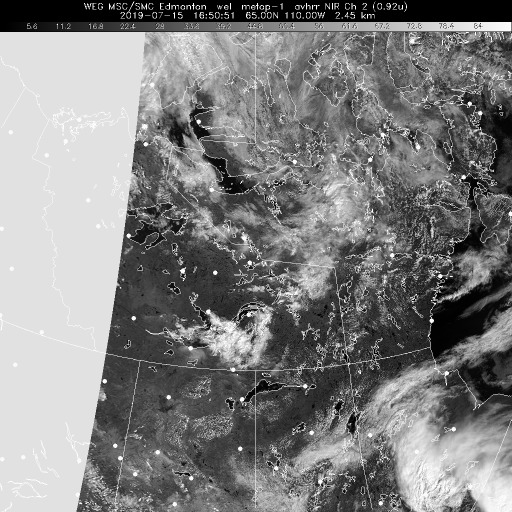 WEG MSC/SMC Edmonton wel metop-1 avhrr NIR Ch 2 (0.92u)
2019-07-15 16:50:51 65.00N 110.00W 2.45 km
5.6 11.2 16.8 22.4 28 33.6 39.2 44.8 50.4 56 61.6 67.2 72.8 78.4 84